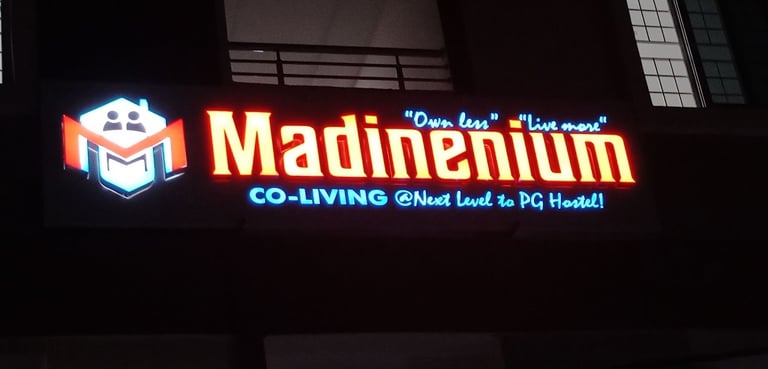 "Own less" "Live more"
Madinenium
CO-LIVING @Next Level to PG Hostel!